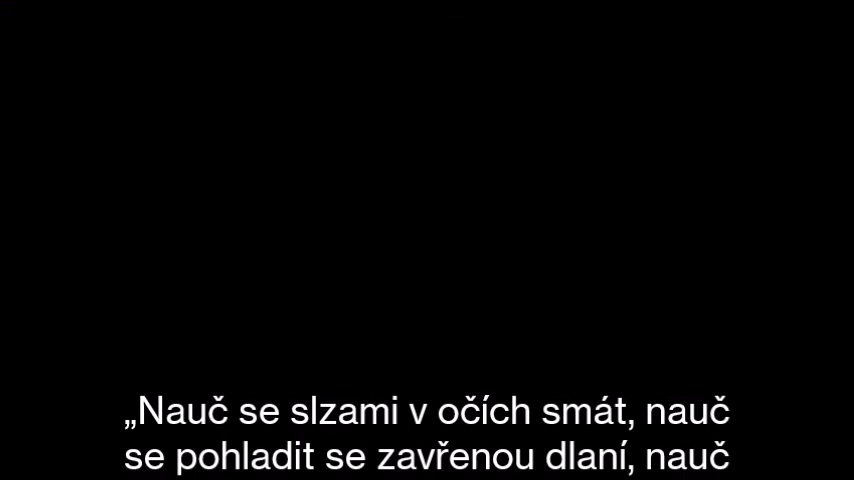 „Nauč se slzami v očích smát, nauč
se pohladit se zavřenou dlaní, nauč